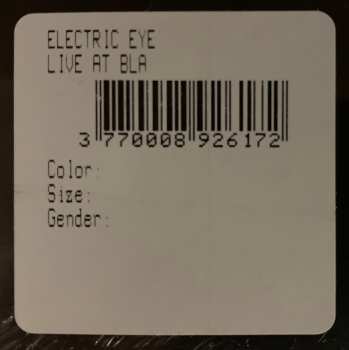 ELECTRIC EYE
LIVE AT BLA
3 770008 926172
Color:
Size:
Gender: